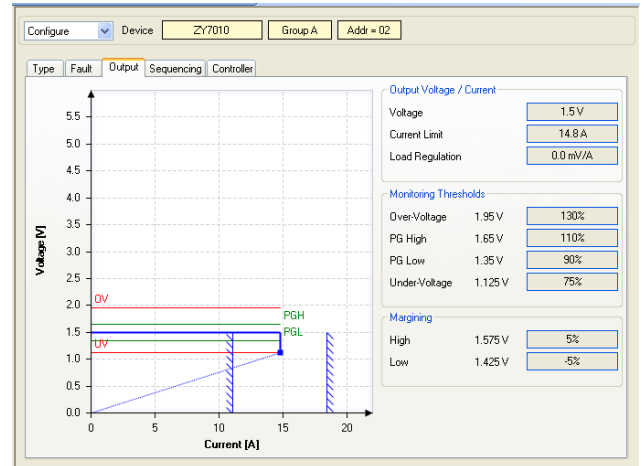 Configure Device ZY7010 Group A Addr = 02
Type Fault Output Sequencing Controller
5.5
5.0
4.5
4.0
3.5
3.0
2.5
2.0
1.5
1.0
0.5
0.0
Voltage [V]
OV
PGH
PGL
UV
0 5 10 15 20
Current [A]
Output Voltage / Current
Voltage 1.5 V
Current Limit 14.8 A
Load Regulation 0.0 mV/A
Monitoring Thresholds
Over-Voltage 1.95 V 130%
PG High 1.65 V 110%
PG Low 1.35 V 90%
Under-Voltage 1.125 V 75%
Margining
High 1.575 V 5%
Low 1.425 V -5%